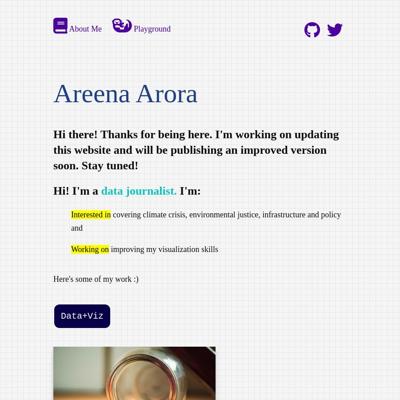 About Me Playground
Areena Arora
Hi there! Thanks for being here. I'm working on updating
this website and will be publishing an improved version
soon. Stay tuned!
Hi! I'm a data journalist. I'm:
Interested in covering climate crisis, environmental justice, infrastructure and policy
and
Working on improving my visualization skills
Here's some of my work :)
Data+Viz